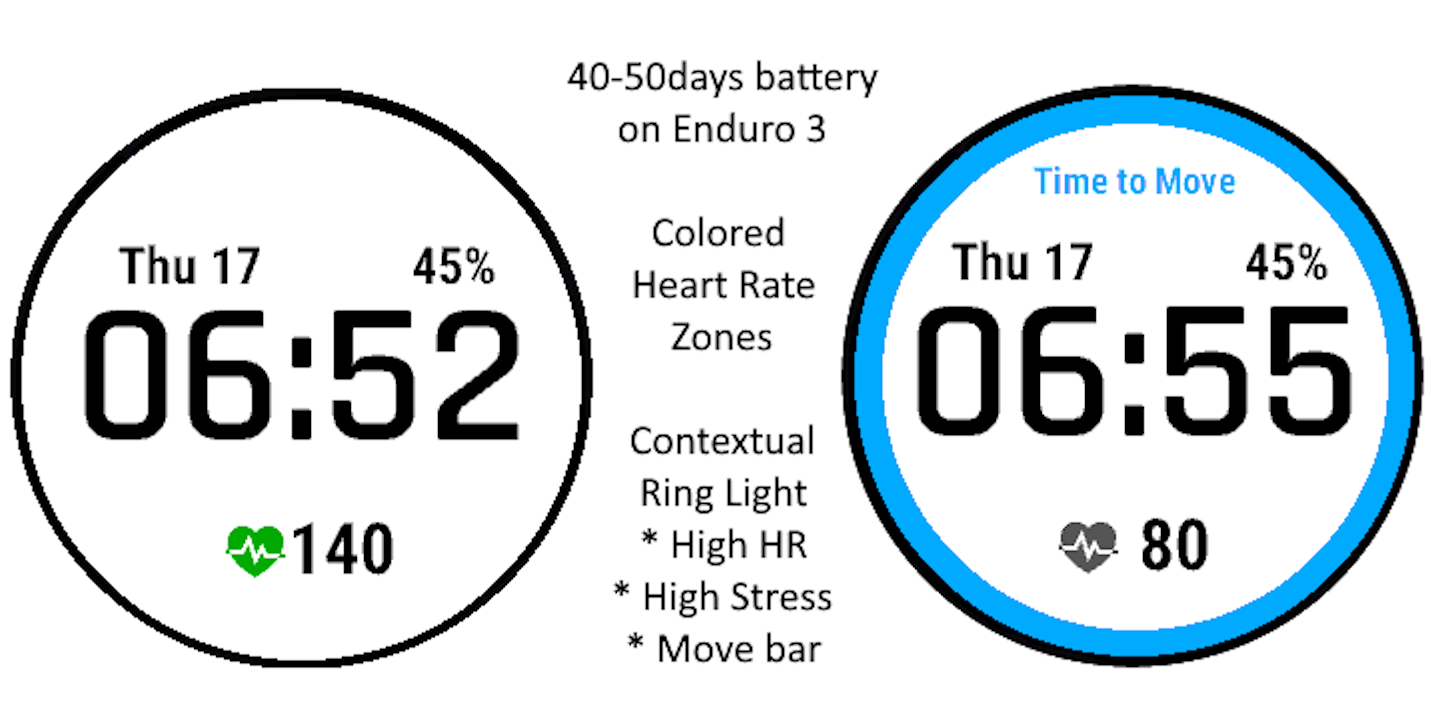 Thu 17 45%
06:52
140
40-50days battery
on Enduro 3
Colored
Heart Rate
Zones
Contextual
Ring Light
* High HR
* High Stress
* Move bar
Time to Move
Thu 17 45%
06:55
80